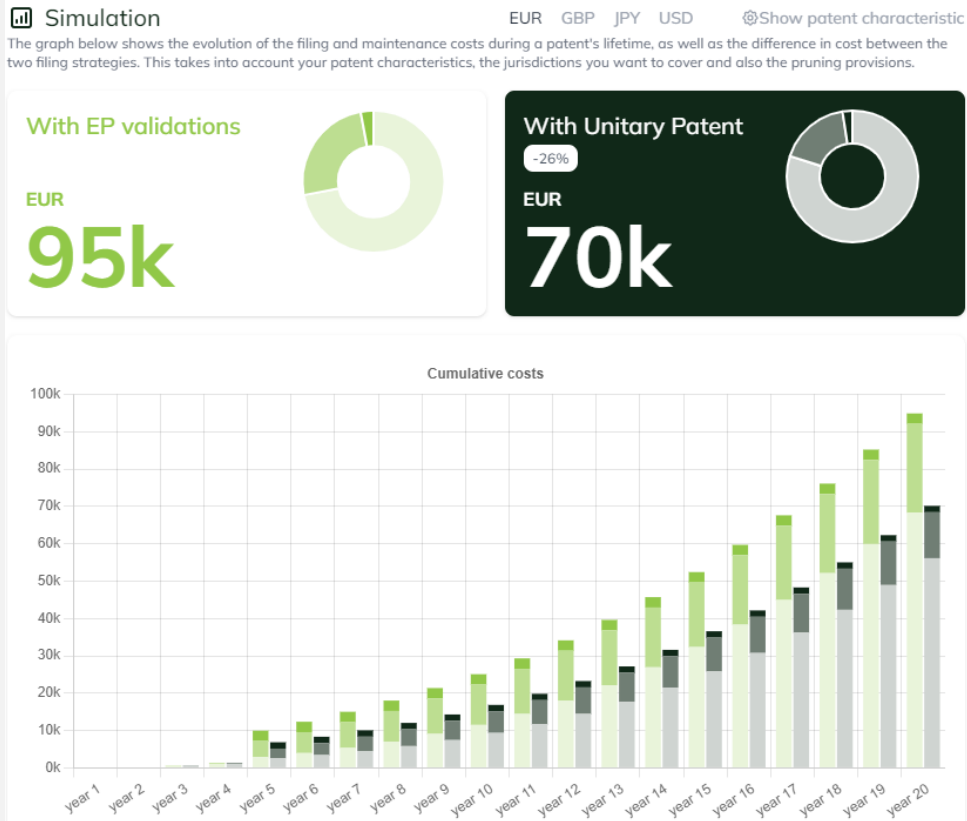 Simulation
EUR GBP JPY USD
Show patent characteristic
The graph below shows the evolution of the filing and maintenance costs during a patent's lifetime, as well as the difference in cost between the
two filing strategies. This takes into account your patent characteristics, the jurisdictions you want to cover and also the pruning provisions.
With EP validations
EUR
95k
With Unitary Patent
-26%
EUR
70k
Cumulative costs
100k
90k
80k
70k
60k
50k
40k
30k
20k
10k
0k
year 1
year 2
year 3
year 4
year 5
year 6
year 7
year 8
year 9
year 10
year 11
year 12
year 13
year 14
year 15
year 16
year 17
year 18
year 19
year 20